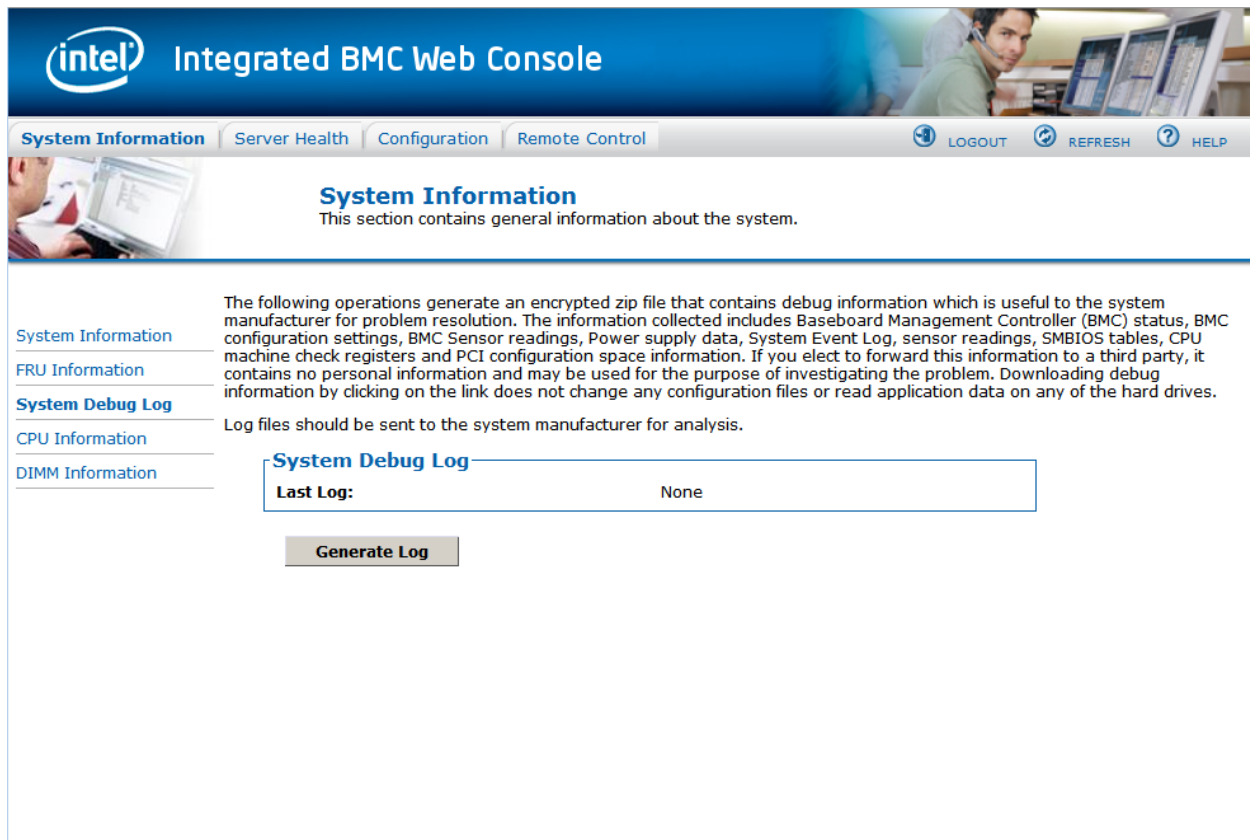 intel Integrated BMC Web Console
System Information Server Health Configuration Remote Control LOGOUT REFRESH HELP
System Information
This section contains general information about the system.
System Information
FRU Information
System Debug Log
CPU Information
DIMM Information
The following operations generate an encrypted zip file that contains debug information which is useful to the system
manufacturer for problem resolution. The information collected includes Baseboard Management Controller (BMC) status, BMC
configuration settings, BMC Sensor readings, Power supply data, System Event Log, sensor readings, SMBIOS tables, CPU
machine check registers and PCI configuration space information. If you elect to forward this information to a third party, it
contains no personal information and may be used for the purpose of investigating the problem. Downloading debug
information by clicking on the link does not change any configuration files or read application data on any of the hard drives.
Log files should be sent to the system manufacturer for analysis.
System Debug Log
Last Log: None
Generate Log